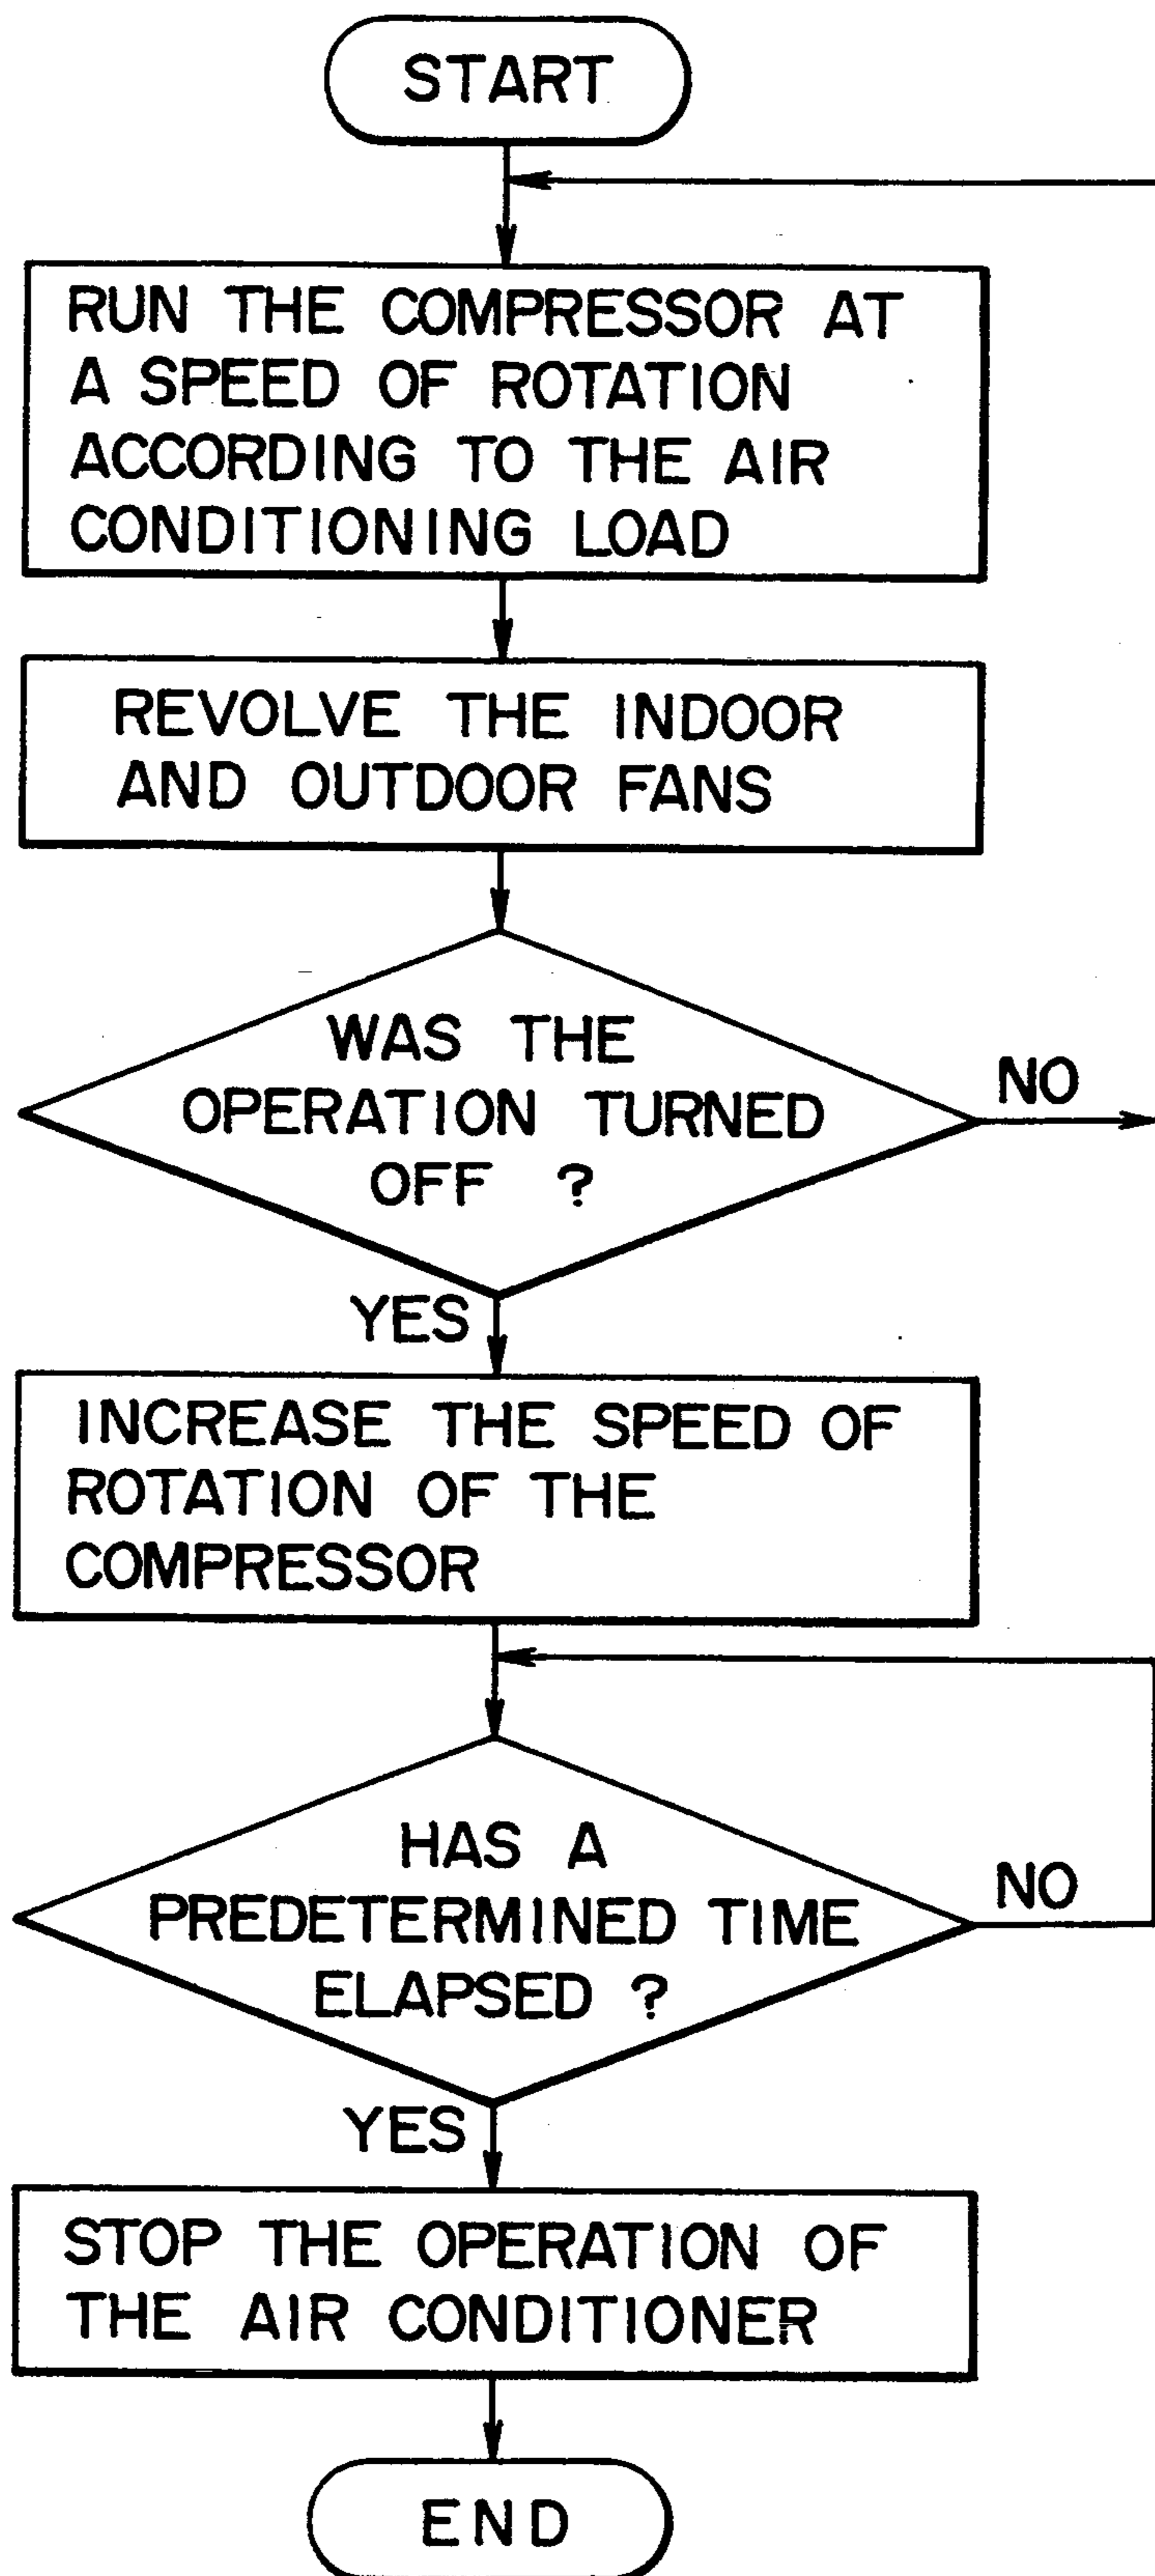 START
RUN THE COMPRESSOR AT
A SPEED OF ROTATION
ACCORDING TO THE AIR
CONDITIONING LOAD
REVOLVE THE INDOOR
AND OUTDOOR FANS
WAS THE
OPERATION TURNED
OFF ?
NO
YES
INCREASE THE SPEED OF
ROTATION OF THE
COMPRESSOR
HAS A
PREDETERMINED TIME
ELAPSED ?
NO
YES
STOP THE OPERATION OF
THE AIR CONDITIONER
END